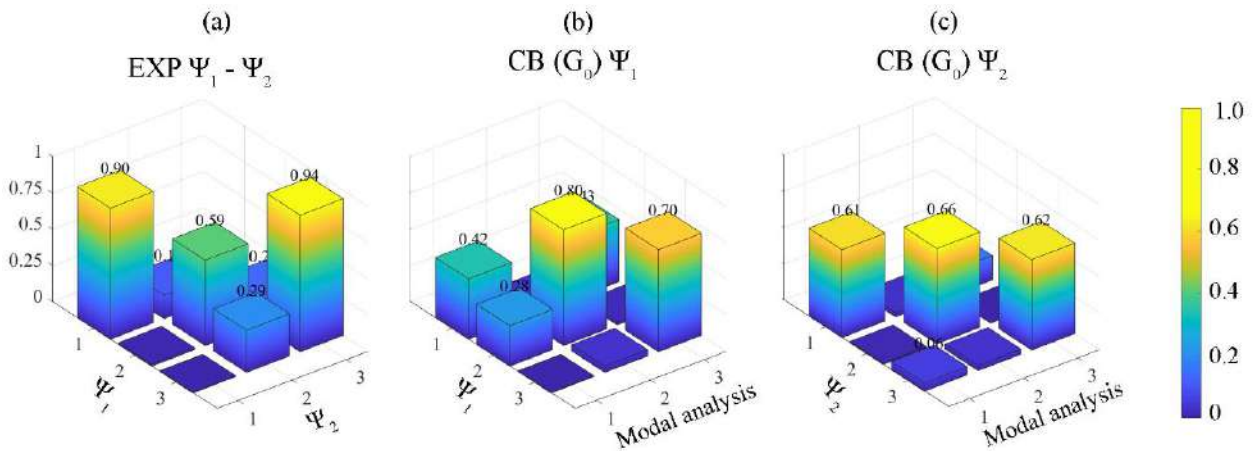 (a) (b) (c)
EXP Ψ₁ - Ψ₂ CB (G₀) Ψ₁ CB (G₀) Ψ₂
1
0.75
0.5
0.25
0
0.90
0.59
0.94
0.29
1 2 3
Ψ₁
1 2 3
Ψ₂
0.42
0.28
0.80
0.70
1 2 3
Ψ₁
1 2 3
Modal analysis
0.61
0.66
0.62
0.06
1 2 3
Ψ₂
1 2 3
Modal analysis
1.0
0.8
0.6
0.4
0.2
0